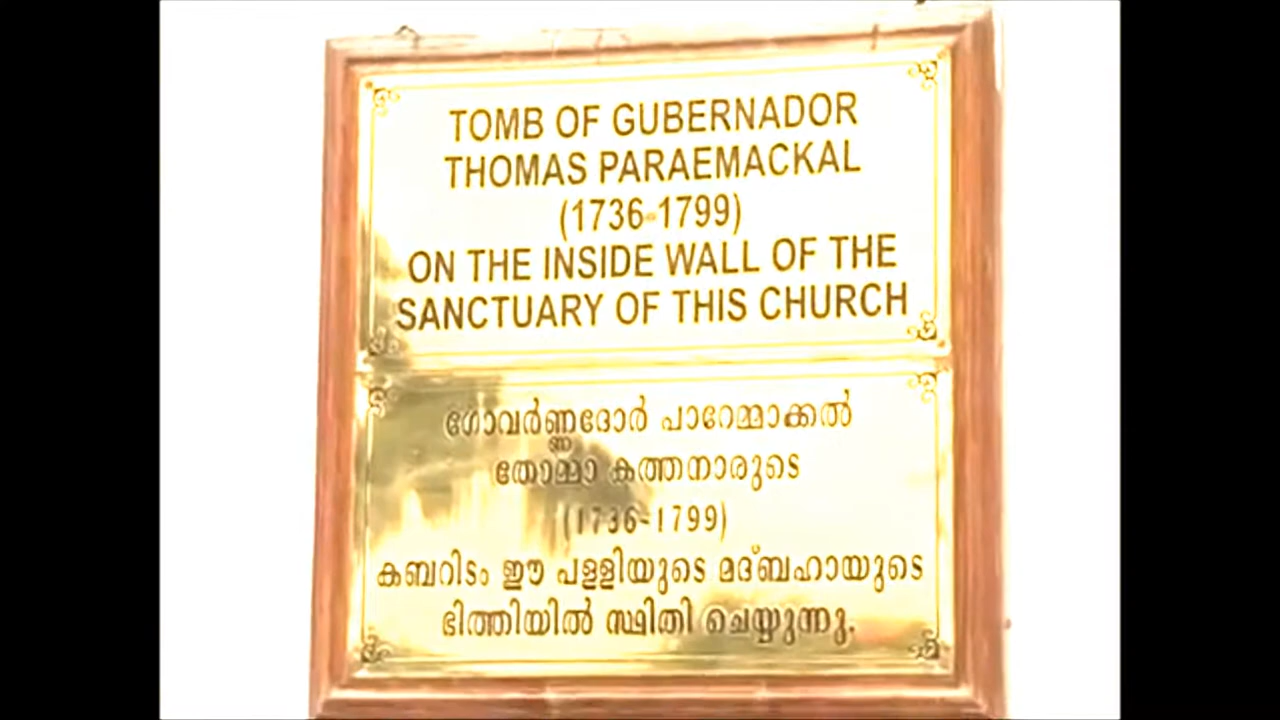 TOMB OF GUBERNADOR
THOMAS PARAEMACKAL
(1736-1799)
ON THE INSIDE WALL OF THE
SANCTUARY OF THIS CHURCH
ഗോവർണ്ണദോർ പാറേമ്മാക്കൽ
തോമ്മാ കത്തനാരുടെ
(1736-1799)
കബറിടം ഈ പള്ളിയുടെ മദ്ബഹായുടെ
ഭിത്തിയിൽ സ്ഥിതി ചെയ്യുന്നു.